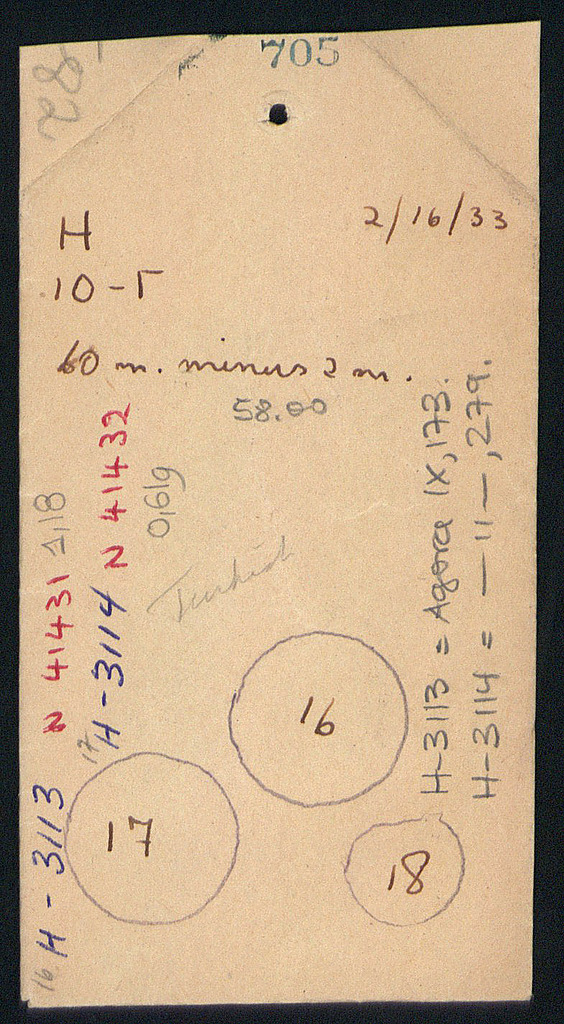 705
82
H
2/16/33
10-Γ
60 m. minus 2 m.
58.00
16 H-3113 N 41431
17 H-3114 N 41432
0,61g
Turkish
H-3113 = Agora IX, 173.
H-3114 = — 11 —, 279.
16
17
18